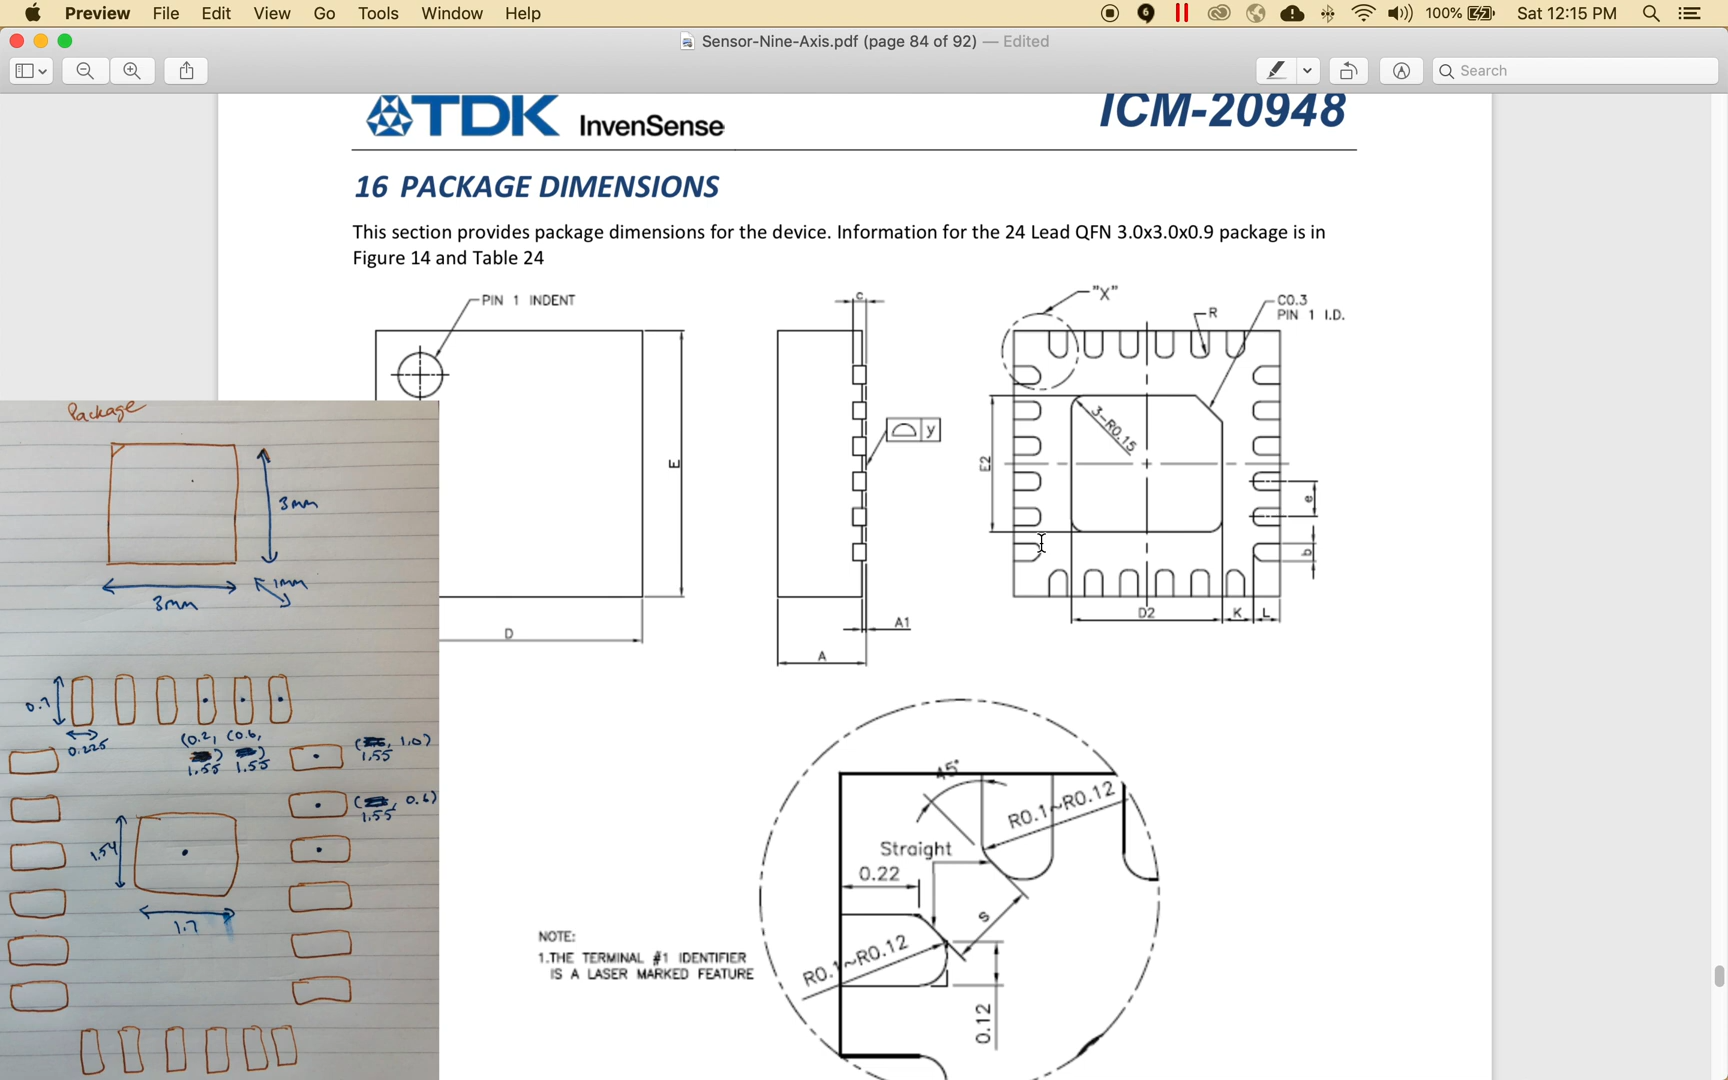 Preview File Edit View Go Tools Window Help
6
100%
Sat 12:15 PM
Sensor-Nine-Axis.pdf (page 84 of 92) — Edited
Search
TDK InvenSense
ICM-20948
16 PACKAGE DIMENSIONS
This section provides package dimensions for the device. Information for the 24 Lead QFN 3.0x3.0x0.9 package is in
Figure 14 and Table 24
PIN 1 INDENT
E
D
c
y
A1
A
"X"
R
C0.3
PIN 1 I.D.
3-R0.15
E2
e
b
D2
K
L
45°
R0.1~R0.12
Straight
0.22
s
R0.1~R0.12
0.12
NOTE:
1.THE TERMINAL #1 IDENTIFIER
IS A LASER MARKED FEATURE
Package
3mm
3mm
1mm
0.7
0.225
(0.2,
1.55
(0.6,
1.55
1.0)
1.55
0.6)
1.55
1.54
1.7